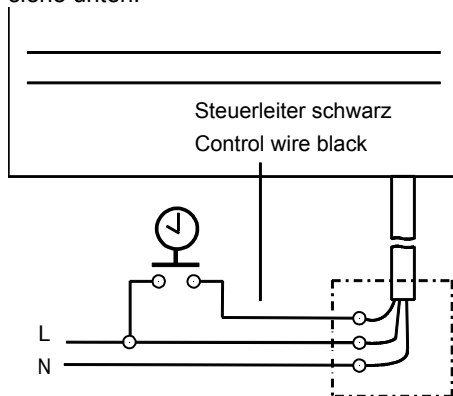 siehe unten.
Steuerleiter schwarz
Control wire black
L
N